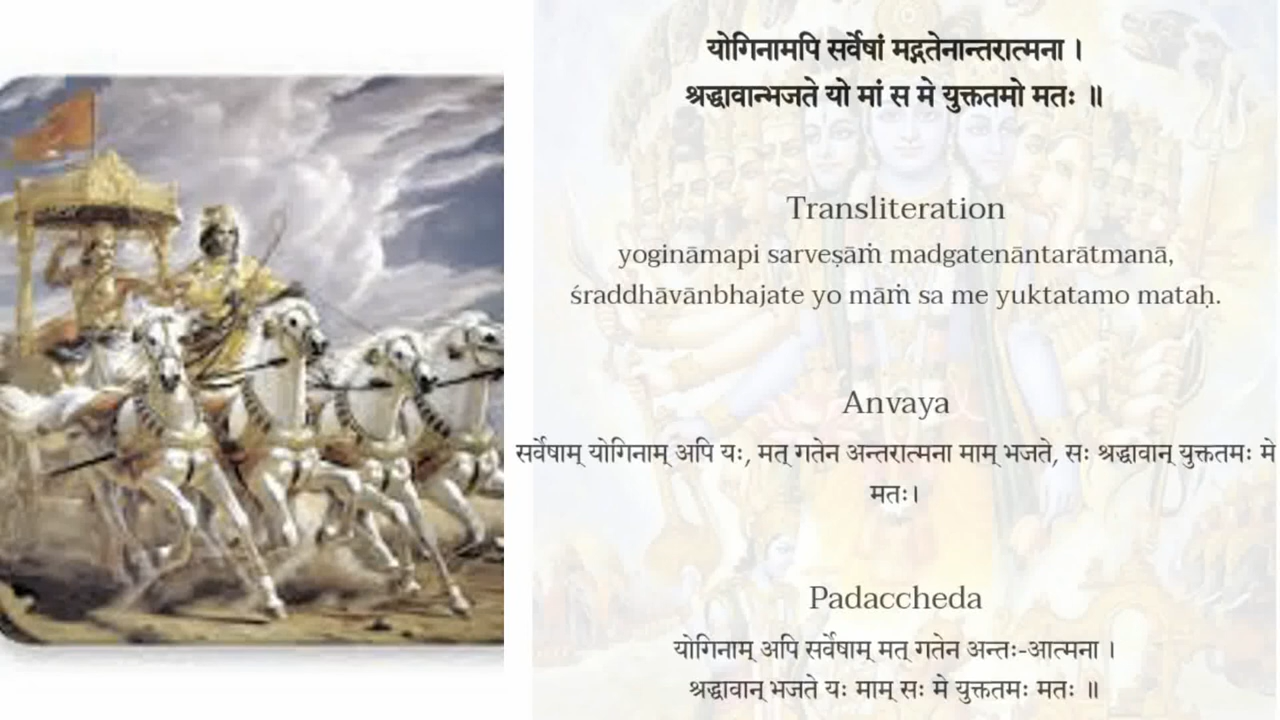 योगिनामपि सर्वेषां मद्गतेनान्तरात्मना ।
श्रद्धावान्भजते यो मां स मे युक्ततमो मतः ॥
Transliteration
yogināmapi sarveṣāṁ madgatenāntarātmanā,
śraddhāvānbhajate yo māṁ sa me yuktatamo mataḥ.
Anvaya
सर्वेषाम् योगिनाम् अपि यः, मत् गतेन अन्तरात्मना माम् भजते, सः श्रद्धावान् युक्ततमः मे
मतः।
Padaccheda
योगिनाम् अपि सर्वेषाम् मत् गतेन अन्तः-आत्मना ।
श्रद्धावान् भजते यः माम् सः मे युक्ततमः मतः ॥